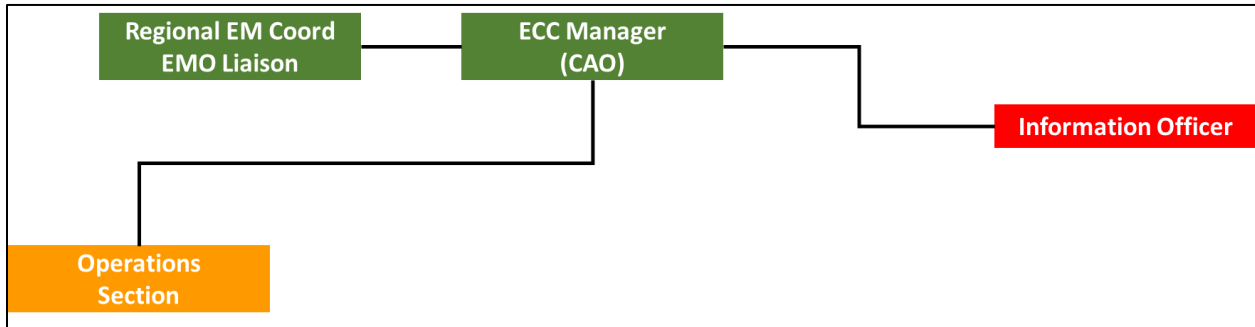 Regional EM Coord
EMO Liaison
ECC Manager
(CAO)
Information Officer
Operations
Section